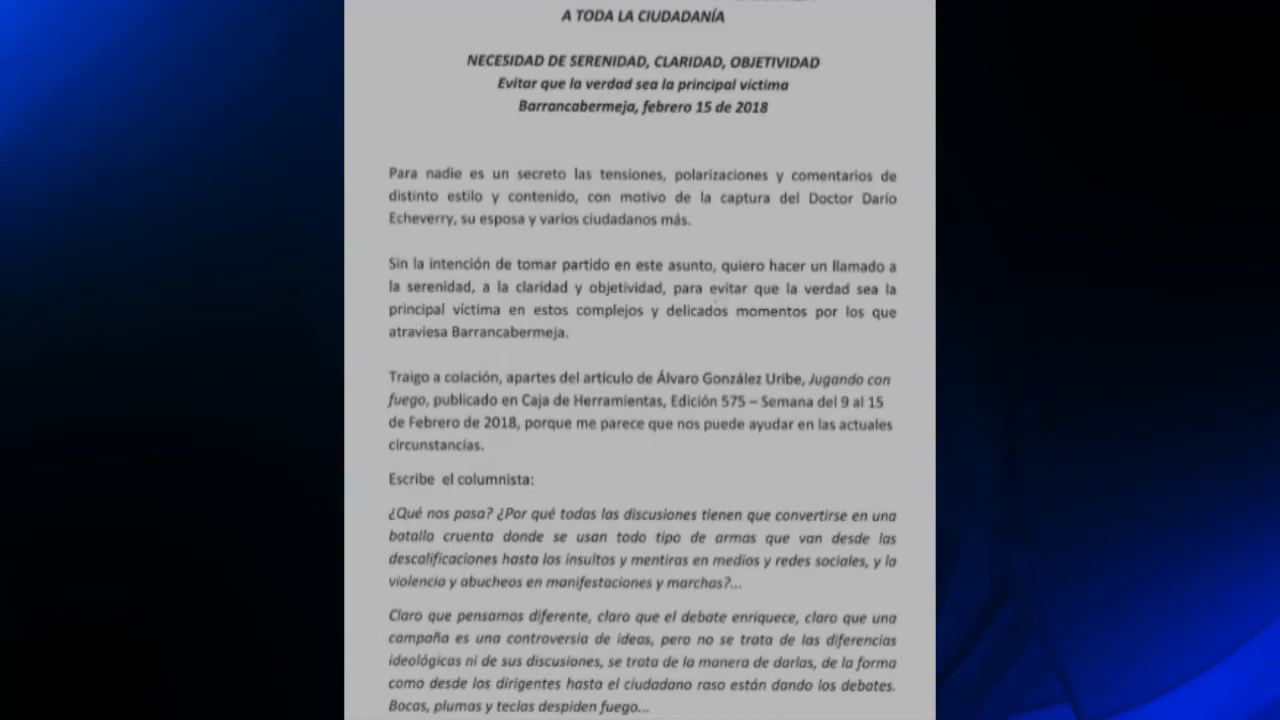 A TODA LA CIUDADANÍA
NECESIDAD DE SERENIDAD, CLARIDAD, OBJETIVIDAD
Evitar que la verdad sea la principal víctima
Barrancabermeja, febrero 15 de 2018
Para nadie es un secreto las tensiones, polarizaciones y comentarios de
distinto estilo y contenido, con motivo de la captura del Doctor Darío
Echeverry, su esposa y varios ciudadanos más.
Sin la intención de tomar partido en este asunto, quiero hacer un llamado a
la serenidad, a la claridad y objetividad, para evitar que la verdad sea la
principal víctima en estos complejos y delicados momentos por los que
atraviesa Barrancabermeja.
Traigo a colación, apartes del artículo de Álvaro González Uribe, Jugando con
fuego, publicado en Caja de Herramientas, Edición 575 – Semana del 9 al 15
de Febrero de 2018, porque me parece que nos puede ayudar en las actuales
circunstancias.
Escribe el columnista:
¿Qué nos pasa? ¿Por qué todas las discusiones tienen que convertirse en una
batalla cruenta donde se usan todo tipo de armas que van desde las
descalificaciones hasta los insultos y mentiras en medios y redes sociales, y la
violencia y abucheos en manifestaciones y marchas?...
Claro que pensamos diferente, claro que el debate enriquece, claro que una
campaña es una controversia de ideas, pero no se trata de las diferencias
ideológicas ni de sus discusiones, se trata de la manera de darlas, de la forma
como desde los dirigentes hasta el ciudadano raso están dando los debates.
Bocas, plumas y teclas despiden fuego...